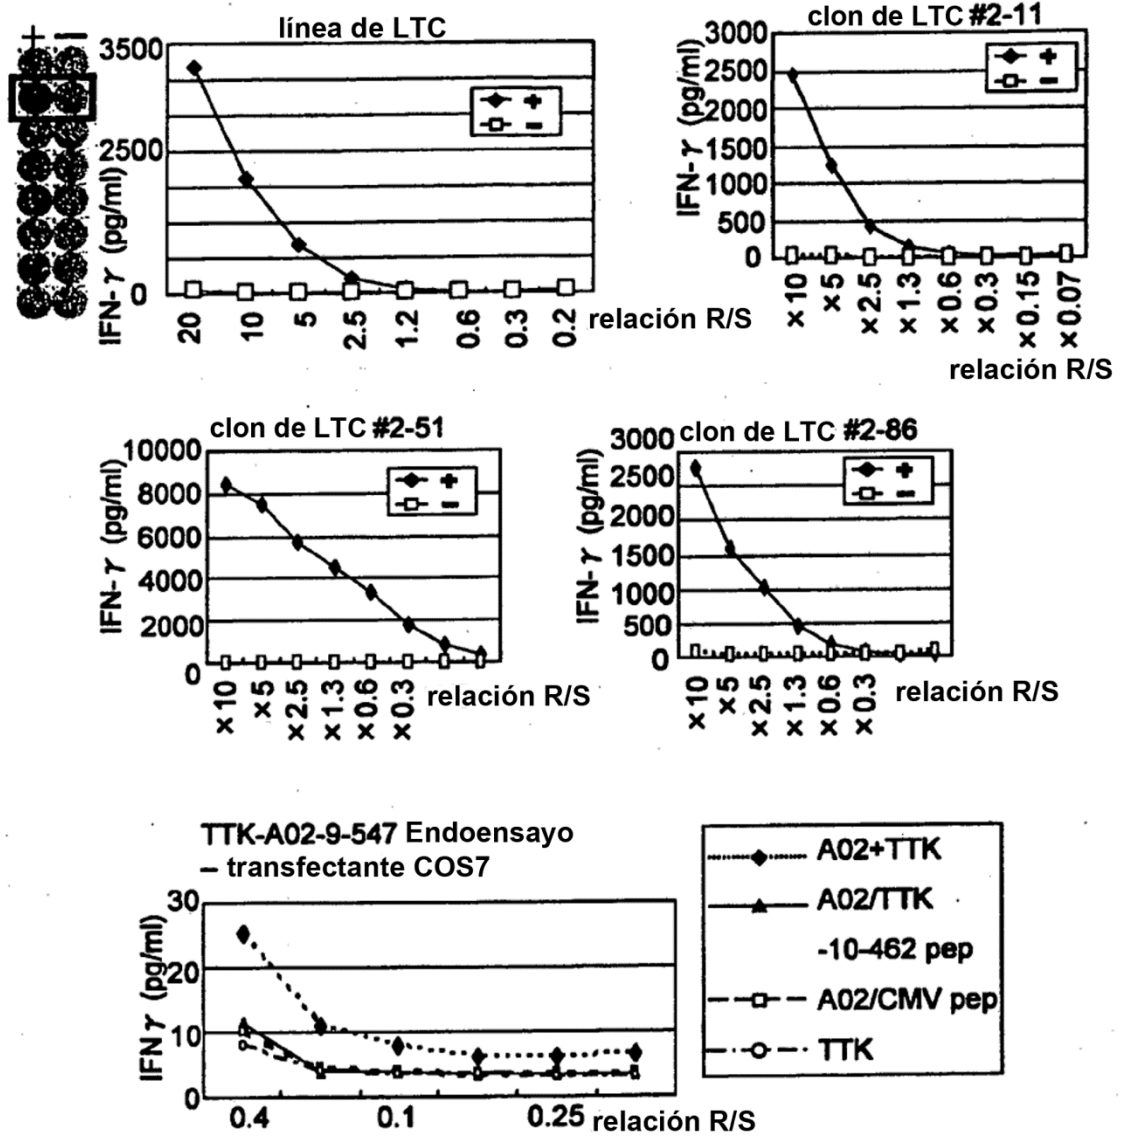 + −
línea de LTC
3500
2500
0
IFN-γ (pg/ml)
+
−
20 10 5 2.5 1.2 0.6 0.3 0.2
relación R/S
clon de LTC #2-11
3000
2500
2000
1500
1000
500
0
IFN-γ (pg/ml)
+
−
×10 ×5 ×2.5 ×1.3 ×0.6 ×0.3 ×0.15 ×0.07
relación R/S
clon de LTC #2-51
10000
8000
6000
4000
2000
0
IFN-γ (pg/ml)
+
−
×10 ×5 ×2.5 ×1.3 ×0.6 ×0.3
relación R/S
clon de LTC #2-86
3000
2500
2000
1500
1000
500
0
IFN-γ (pg/ml)
+
−
×10 ×5 ×2.5 ×1.3 ×0.6 ×0.3
relación R/S
TTK-A02-9-547 Endoensayo
– transfectante COS7
30
20
10
0
IFNγ (pg/ml)
0.4 0.1 0.25
relación R/S
A02+TTK
A02/TTK
-10-462 pep
A02/CMV pep
TTK